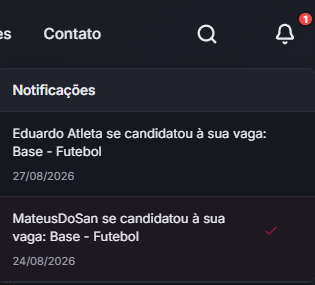 es
Contato
1
Notificações
Eduardo Atleta se candidatou à sua vaga:
Base - Futebol
27/08/2026
MateusDoSan se candidatou à sua
vaga: Base - Futebol
24/08/2026